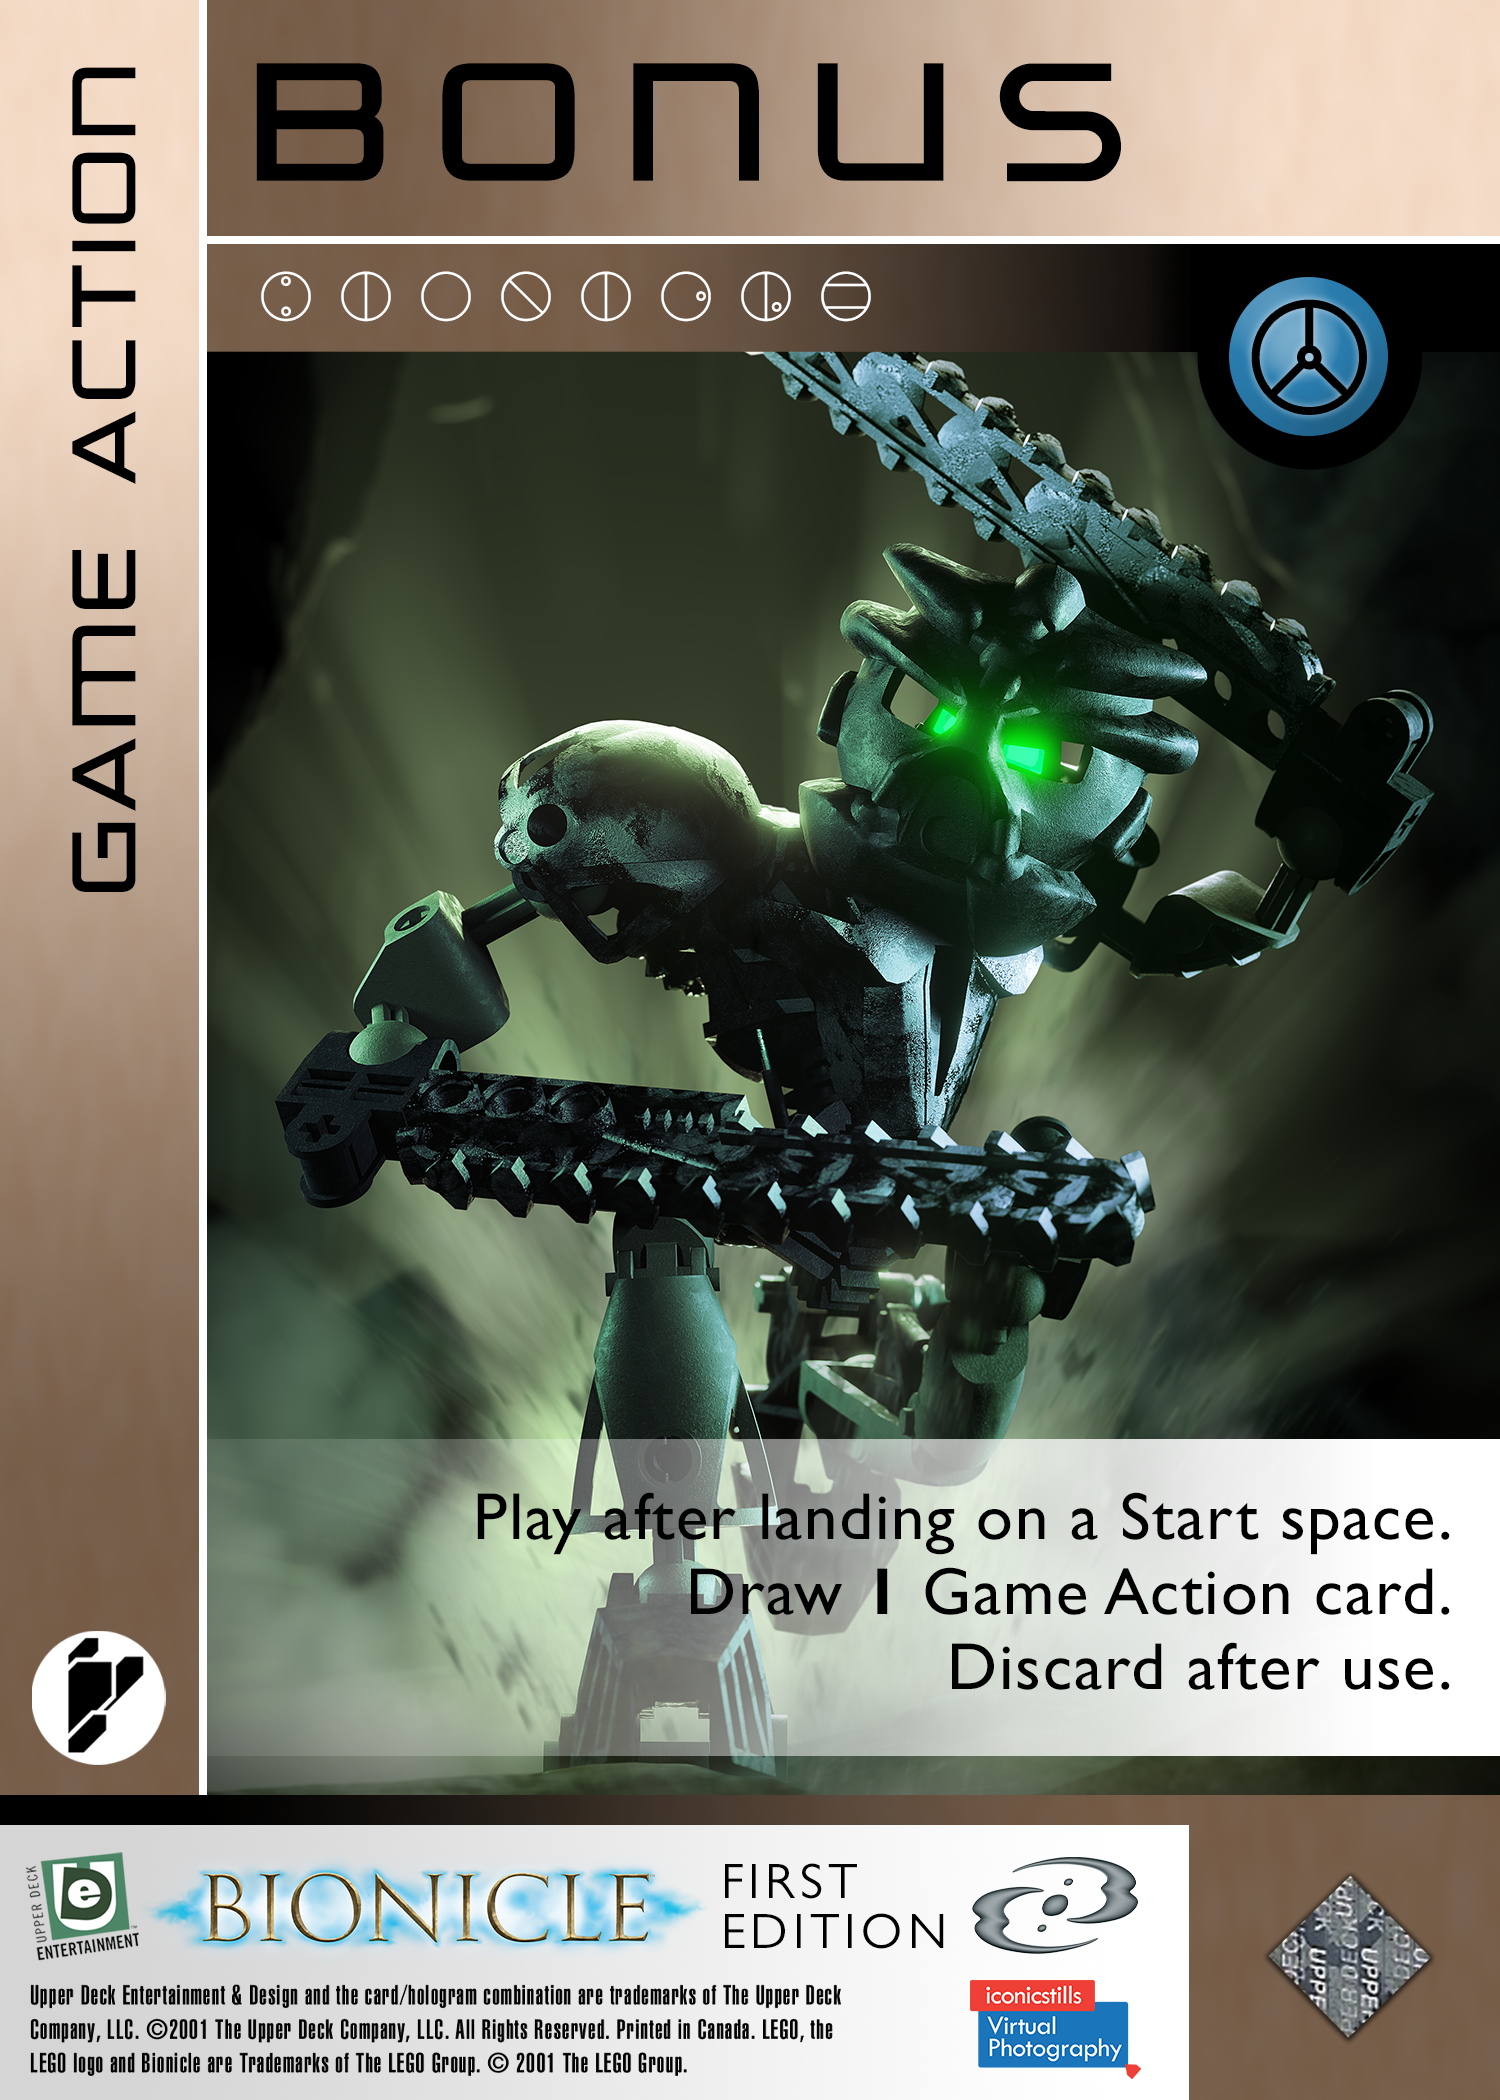 GAME ACTION
BONUS
Play after landing on a Start space.
Draw 1 Game Action card.
Discard after use.
UPPER DECK
e
ENTERTAINMENT
BIONICLE
FIRST
EDITION
Upper Deck Entertainment & Design and the card/hologram combination are trademarks of The Upper Deck
Company, LLC. ©2001 The Upper Deck Company, LLC. All Rights Reserved. Printed in Canada. LEGO, the
LEGO logo and Bionicle are Trademarks of The LEGO Group. © 2001 The LEGO Group.
iconicstills
Virtual
Photography